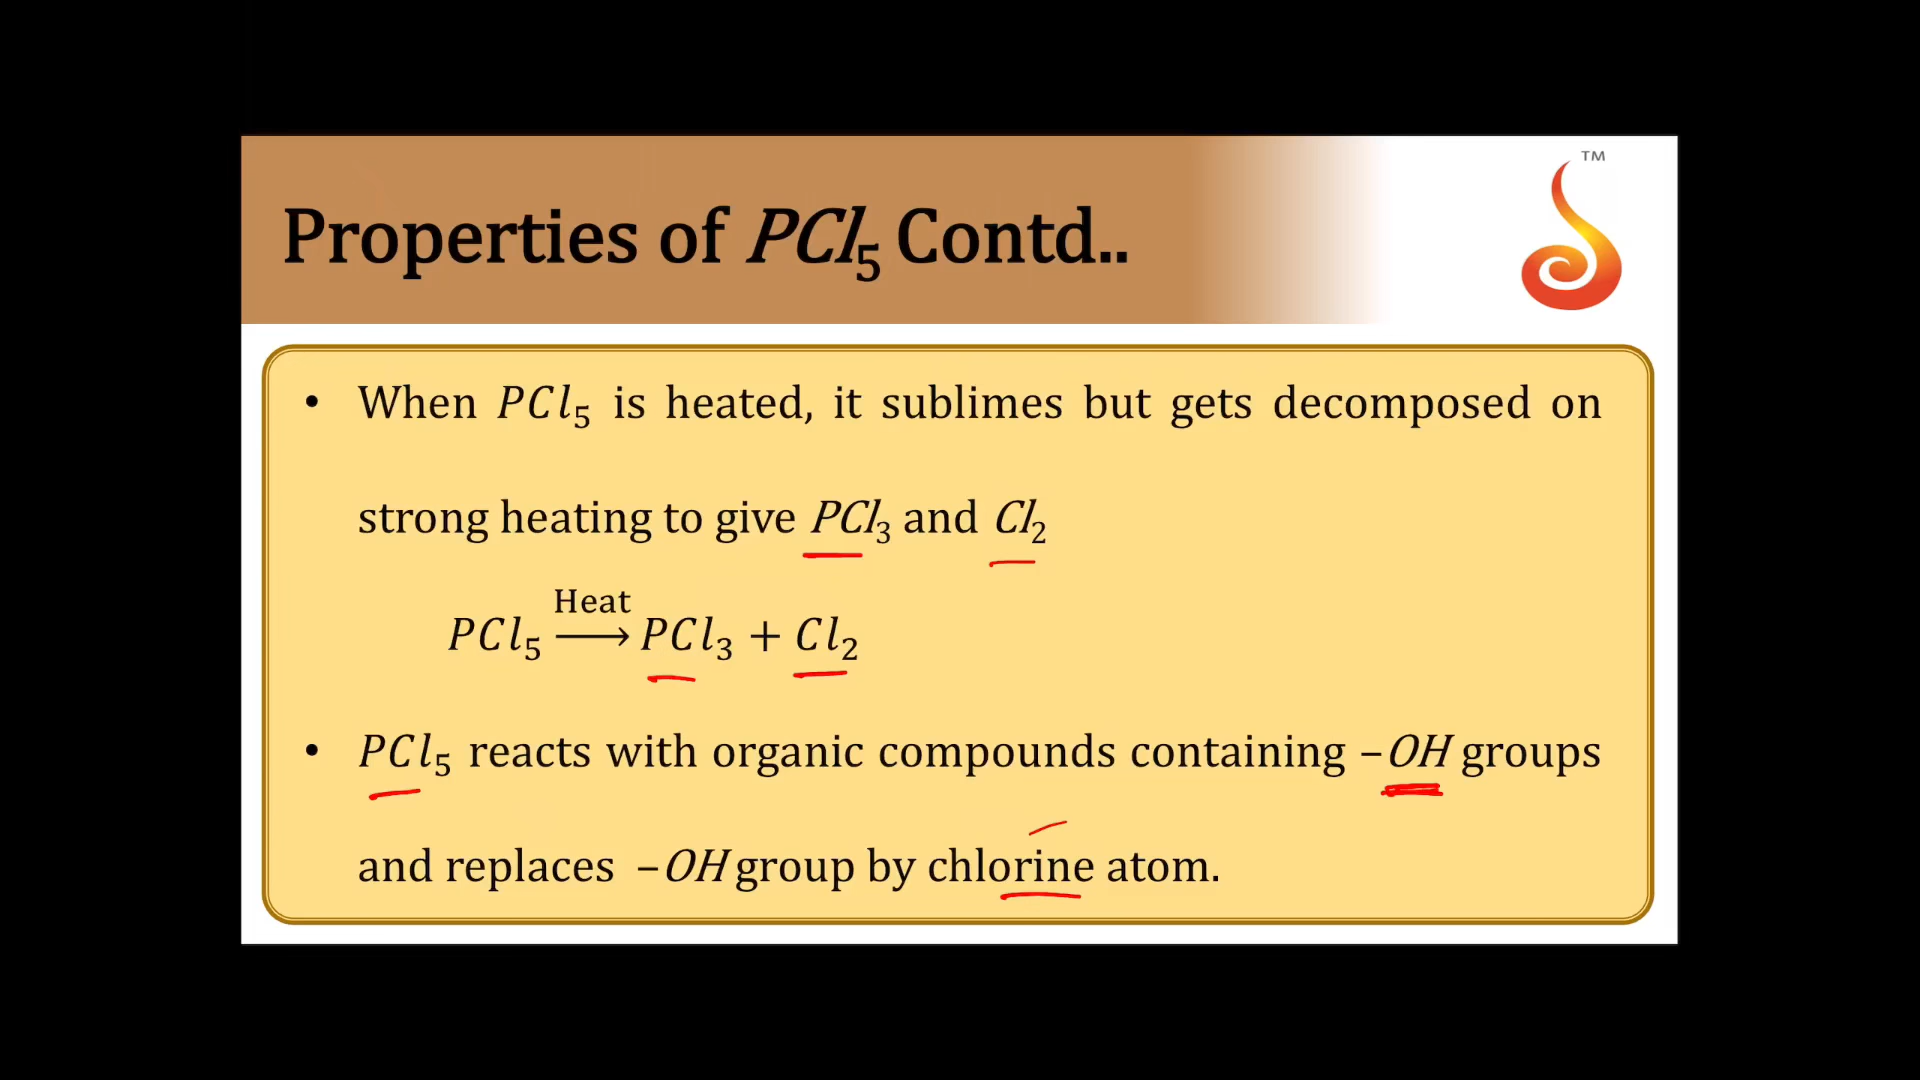 TM
Properties of PCl₅ Contd..
• When PCl₅ is heated, it sublimes but gets decomposed on
strong heating to give PCl₃ and Cl₂
Heat
PCl₅ ⟶ PCl₃ + Cl₂
• PCl₅ reacts with organic compounds containing –OH groups
and replaces –OH group by chlorine atom.